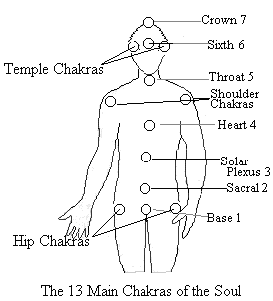 Crown 7
Sixth 6
Temple Chakras
Throat 5
Shoulder
Chakras
Heart 4
Solar
Plexus 3
Sacral 2
Base 1
Hip Chakras
The 13 Main Chakras of the Soul